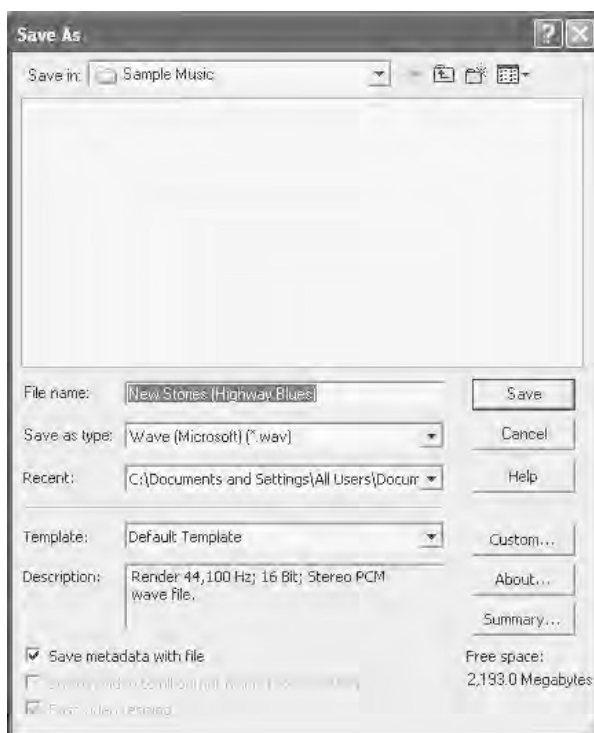 Save As
Save in: Sample Music
File name: New Stories (Highway Blues) Save
Save as type: Wave (Microsoft) (*.wav) Cancel
Recent: C:\Documents and Settings\All Users\Docum Help
Template: Default Template Custom...
Description: Render 44,100 Hz; 16 Bit; Stereo PCM
wave file.
About...
Summary...
Save metadata with file
Free space:
2,193.0 Megabytes